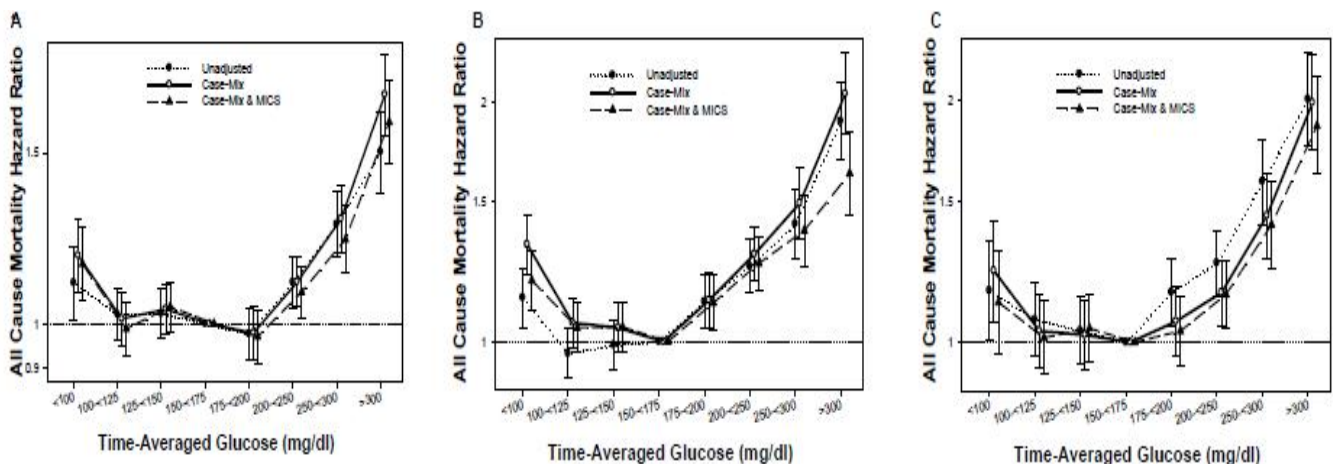 A
All Cause Mortality Hazard Ratio
1.5
1
0.9
Unadjusted
Case-Mix
Case-Mix & MICS
<100
100-<125
125-<150
150-<175
175-<200
200-<250
250-<300
>300
Time-Averaged Glucose (mg/dl)
B
All Cause Mortality Hazard Ratio
2
1.5
1
Unadjusted
Case-Mix
Case-Mix & MICS
<100
100-<125
125-<150
150-<175
175-<200
200-<250
250-<300
>300
Time-Averaged Glucose (mg/dl)
C
All Cause Mortality Hazard Ratio
2
1.5
1
Unadjusted
Case-Mix
Case-Mix & MICS
<100
100-<125
125-<150
150-<175
175-<200
200-<250
250-<300
>300
Time-Averaged Glucose (mg/dl)